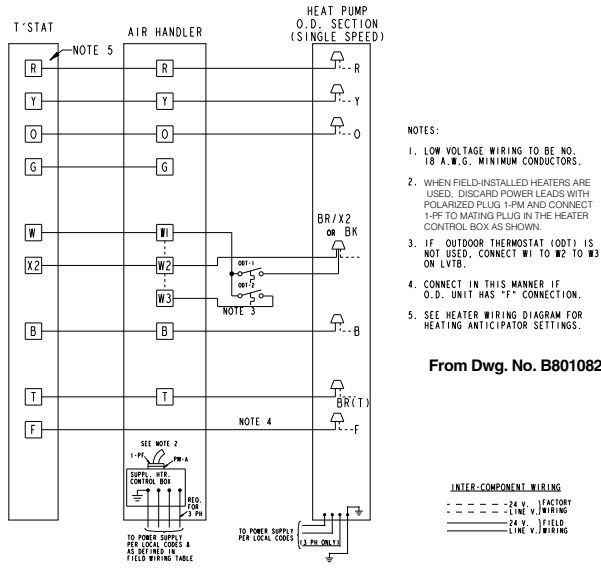 HEAT PUMP
O.D. SECTION
(SINGLE SPEED)
T'STAT
AIR HANDLER
NOTE 5
R R R
Y Y Y
O O O
G G
BR/X2
OR BK
W W1
X2 W2
ODT-1
ODT-2
W3
NOTE 3
B B B
T T
BR(T)
F NOTE 4 F
SEE NOTE 2
1-PF
PM-A
SUPPL. HTR.
CONTROL BOX
REQ.
FOR
3 PH
TO POWER SUPPLY
PER LOCAL CODES &
AS DEFINED IN
FIELD WIRING TABLE
TO POWER SUPPLY
PER LOCAL CODES
(3 PH ONLY)
NOTES:
1. LOW VOLTAGE WIRING TO BE NO.
18 A.W.G. MINIMUM CONDUCTORS.
2. WHEN FIELD-INSTALLED HEATERS ARE
USED, DISCARD POWER LEADS WITH
POLARIZED PLUG 1-PM AND CONNECT
1-PF TO MATING PLUG IN THE HEATER
CONTROL BOX AS SHOWN.
3. IF OUTDOOR THERMOSTAT (ODT) IS
NOT USED, CONNECT W1 TO W2 TO W3
ON LVTB.
4. CONNECT IN THIS MANNER IF
O.D. UNIT HAS "F" CONNECTION.
5. SEE HEATER WIRING DIAGRAM FOR
HEATING ANTICIPATOR SETTINGS.
From Dwg. No. B801082
INTER-COMPONENT WIRING
24 V. } FACTORY
LINE V. } WIRING
24 V. } FIELD
LINE V. } WIRING